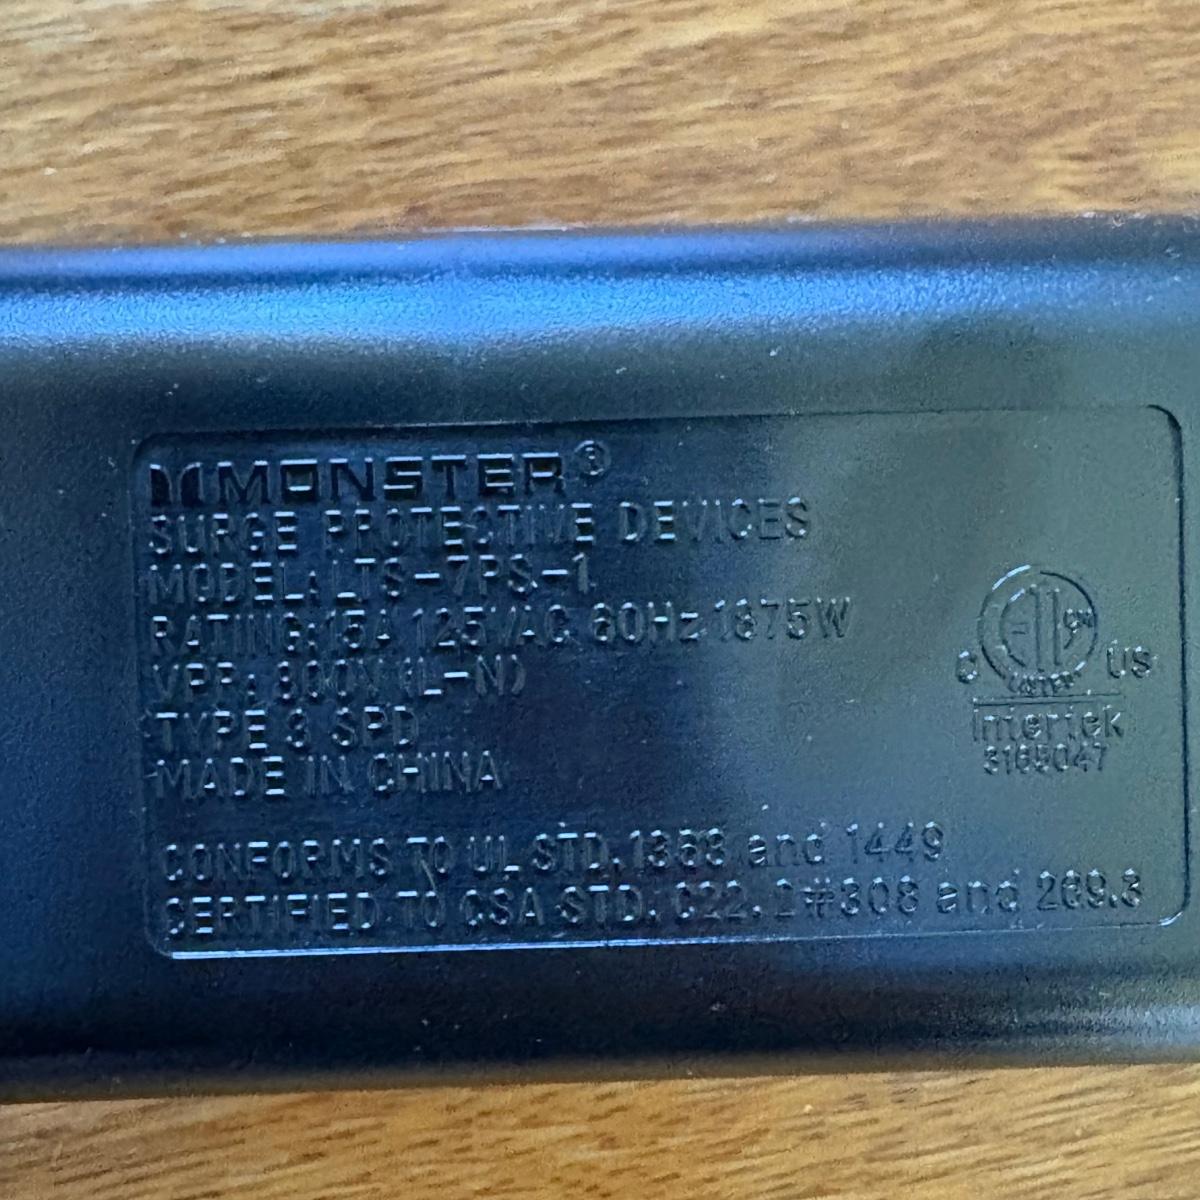 MONSTER®
SURGE PROTECTIVE DEVICES
MODEL: LTS-7PS-1
RATING:15A 125VAC 60Hz 1875W
VPR: 800V (L-N)
TYPE 3 SPD
MADE IN CHINA
C US
Intertek
3165047
CONFORMS TO UL STD. 1363 and 1449
CERTIFIED TO CSA STD. C22.2#308 and 269.3